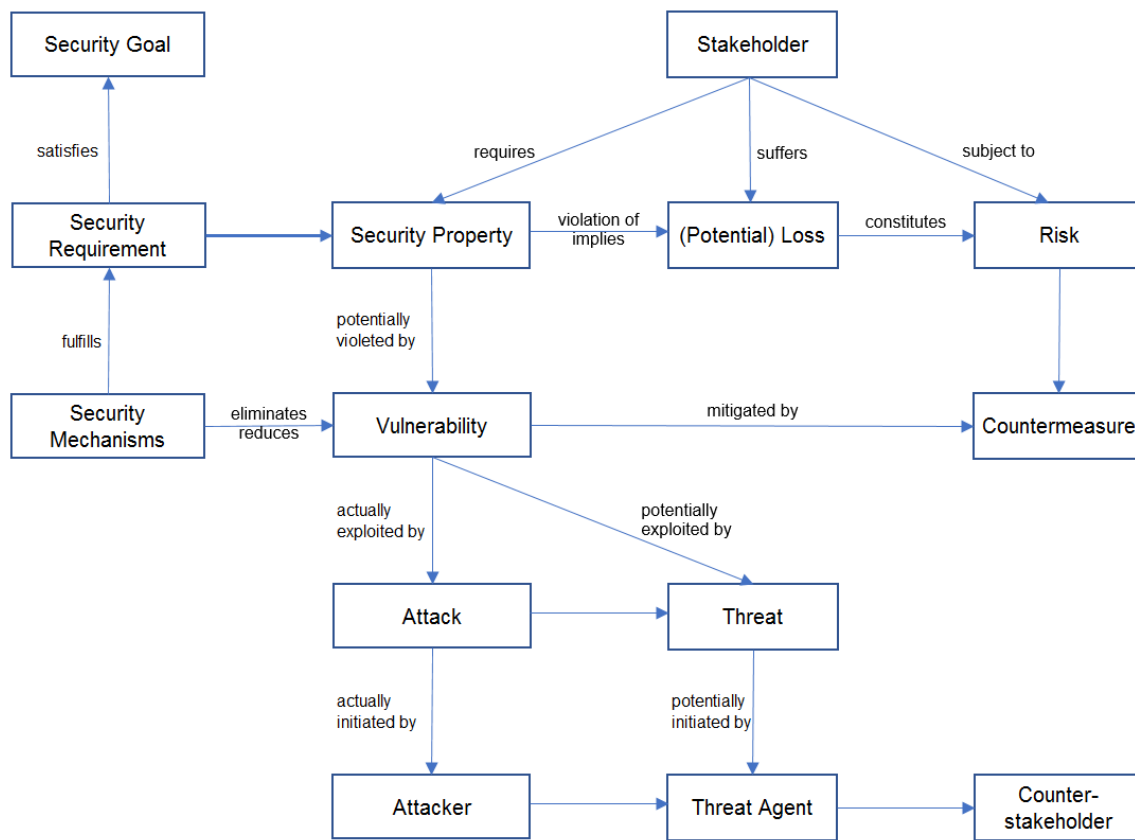 Security Goal
Stakeholder
satisfies
requires
suffers
subject to
Security
Requirement
Security Property
violation of
implies
(Potential) Loss
constitutes
Risk
fulfills
potentially
violeted by
Security
Mechanisms
eliminates
reduces
Vulnerability
mitigated by
Countermeasure
actually
exploited by
potentially
exploited by
Attack
Threat
actually
initiated by
potentially
initiated by
Attacker
Threat Agent
Counter-
stakeholder